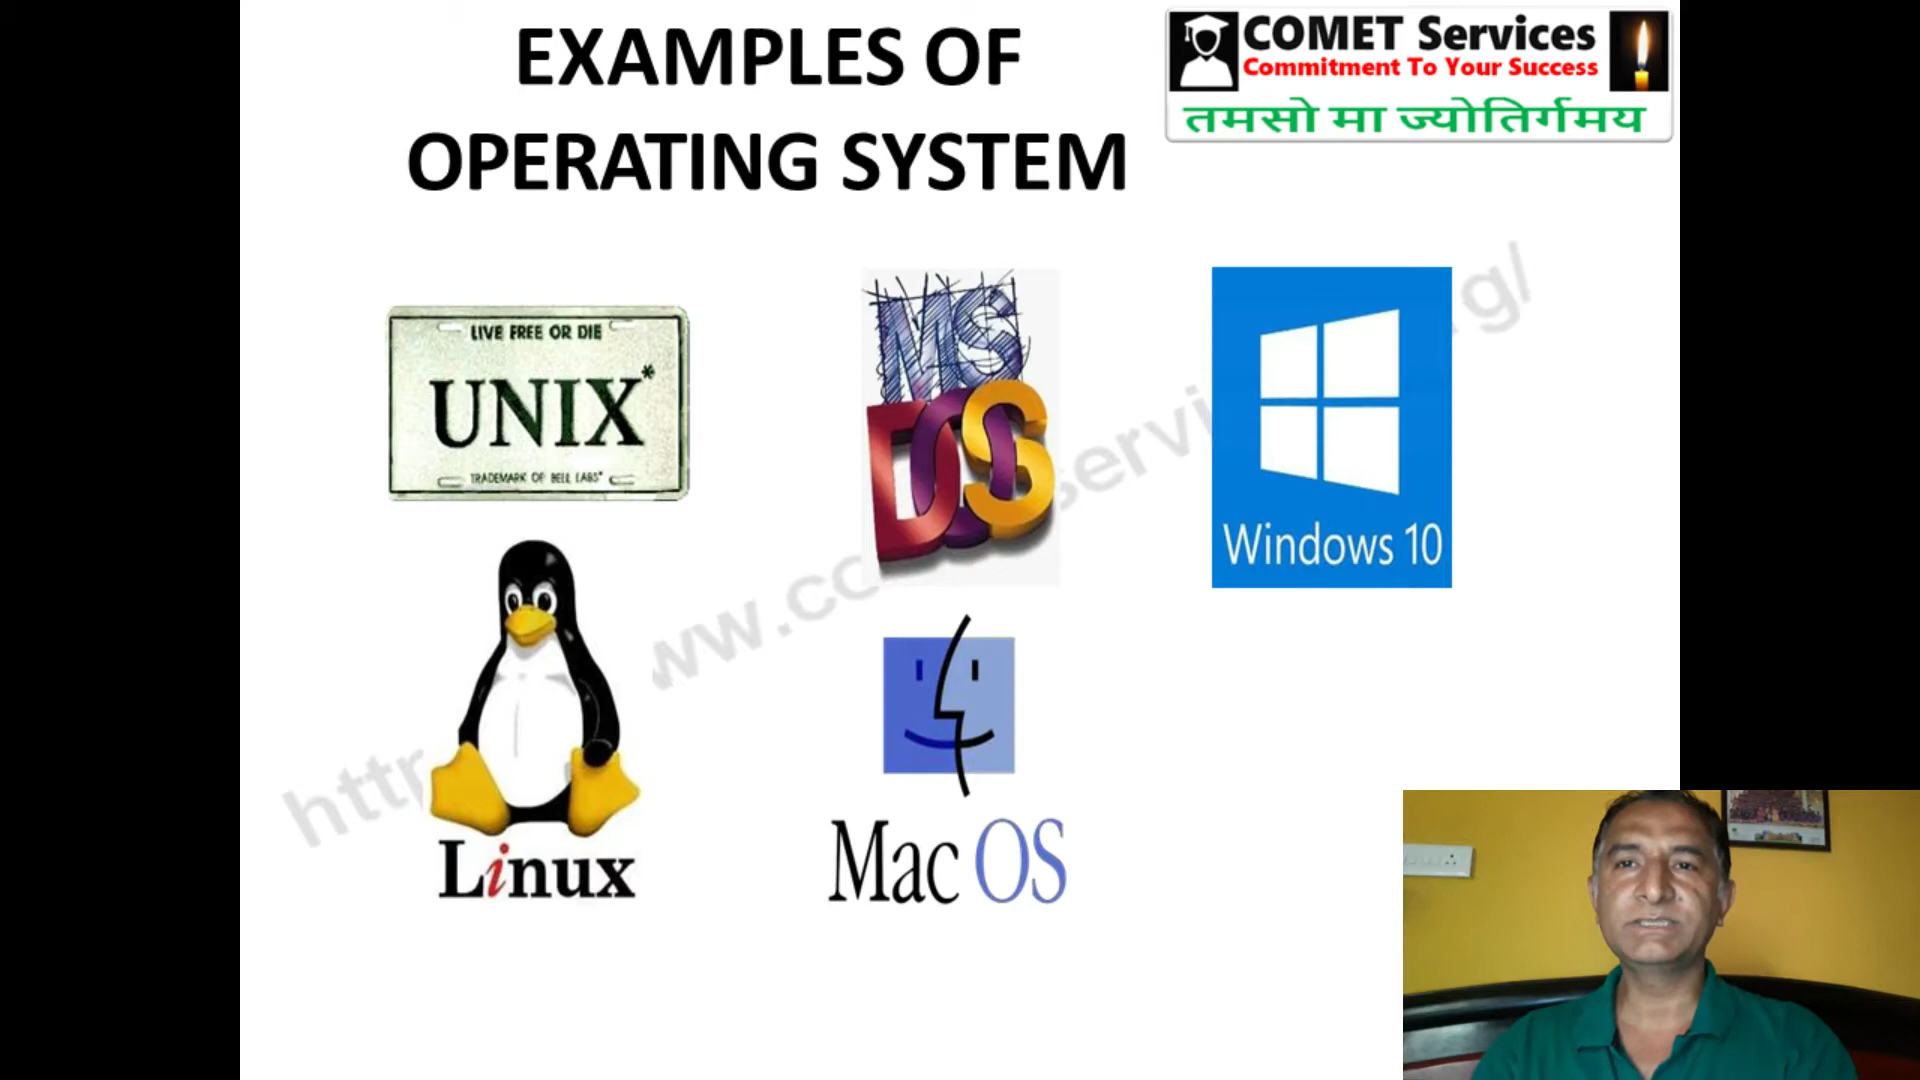 EXAMPLES OF
OPERATING SYSTEM
COMET Services
Commitment To Your Success
तमसो मा ज्योतिर्गमय
LIVE FREE OR DIE
UNIX*
TRADEMARK OF BELL LABS*
MS
DOS
Windows 10
Linux
Mac OS